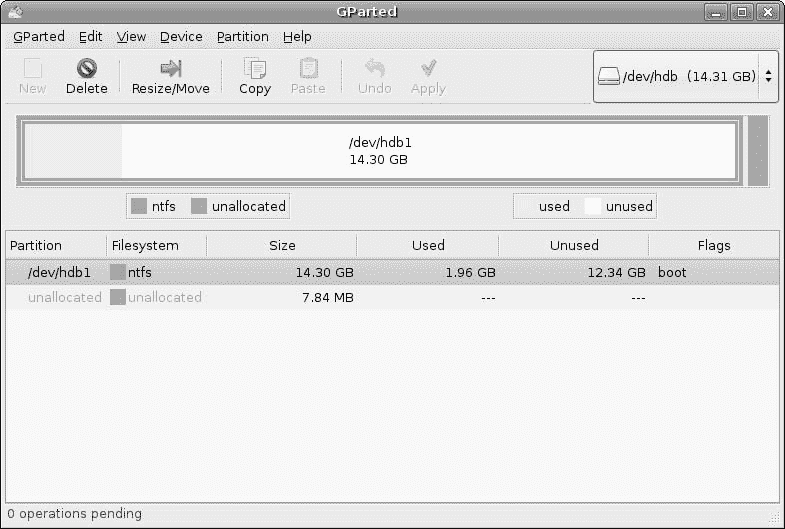 GParted
GParted Edit View Device Partition Help
New Delete Resize/Move Copy Paste Undo Apply /dev/hdb (14.31 GB)
/dev/hdb1
14.30 GB
ntfs unallocated used unused
Partition Filesystem Size Used Unused Flags
/dev/hdb1 ntfs 14.30 GB 1.96 GB 12.34 GB boot
unallocated unallocated 7.84 MB --- ---
0 operations pending